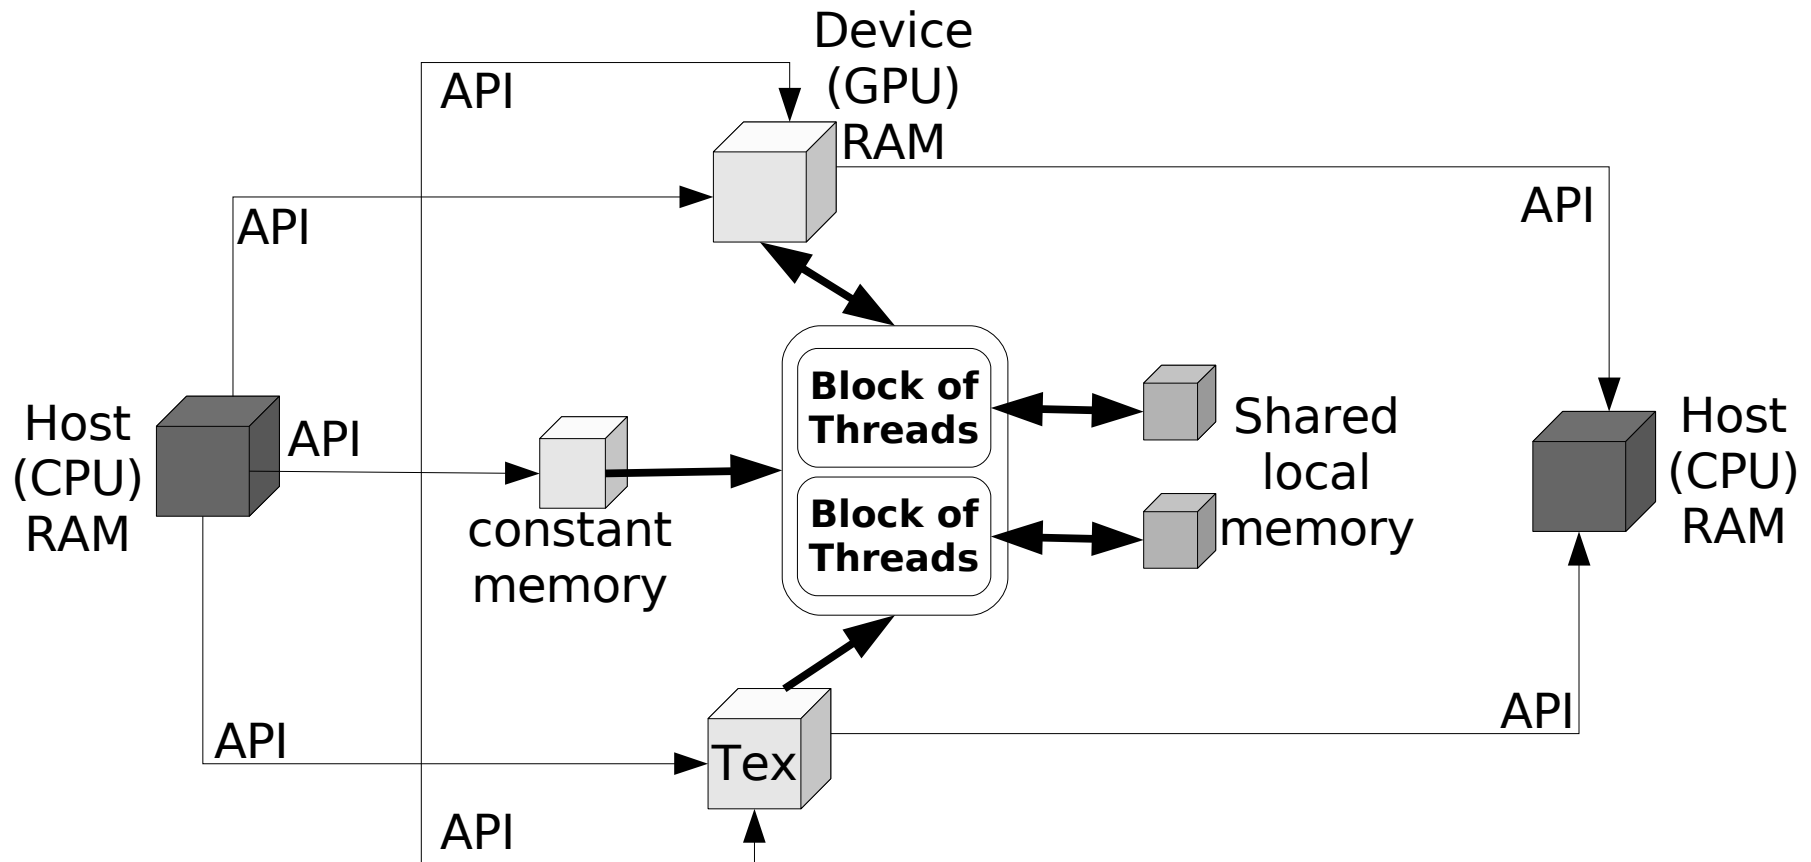 Device
(GPU)
RAM
API
API
API
Host
(CPU)
RAM
API
constant
memory
Block of
Threads
Block of
Threads
Shared
local
memory
Host
(CPU)
RAM
API
Tex
API
API